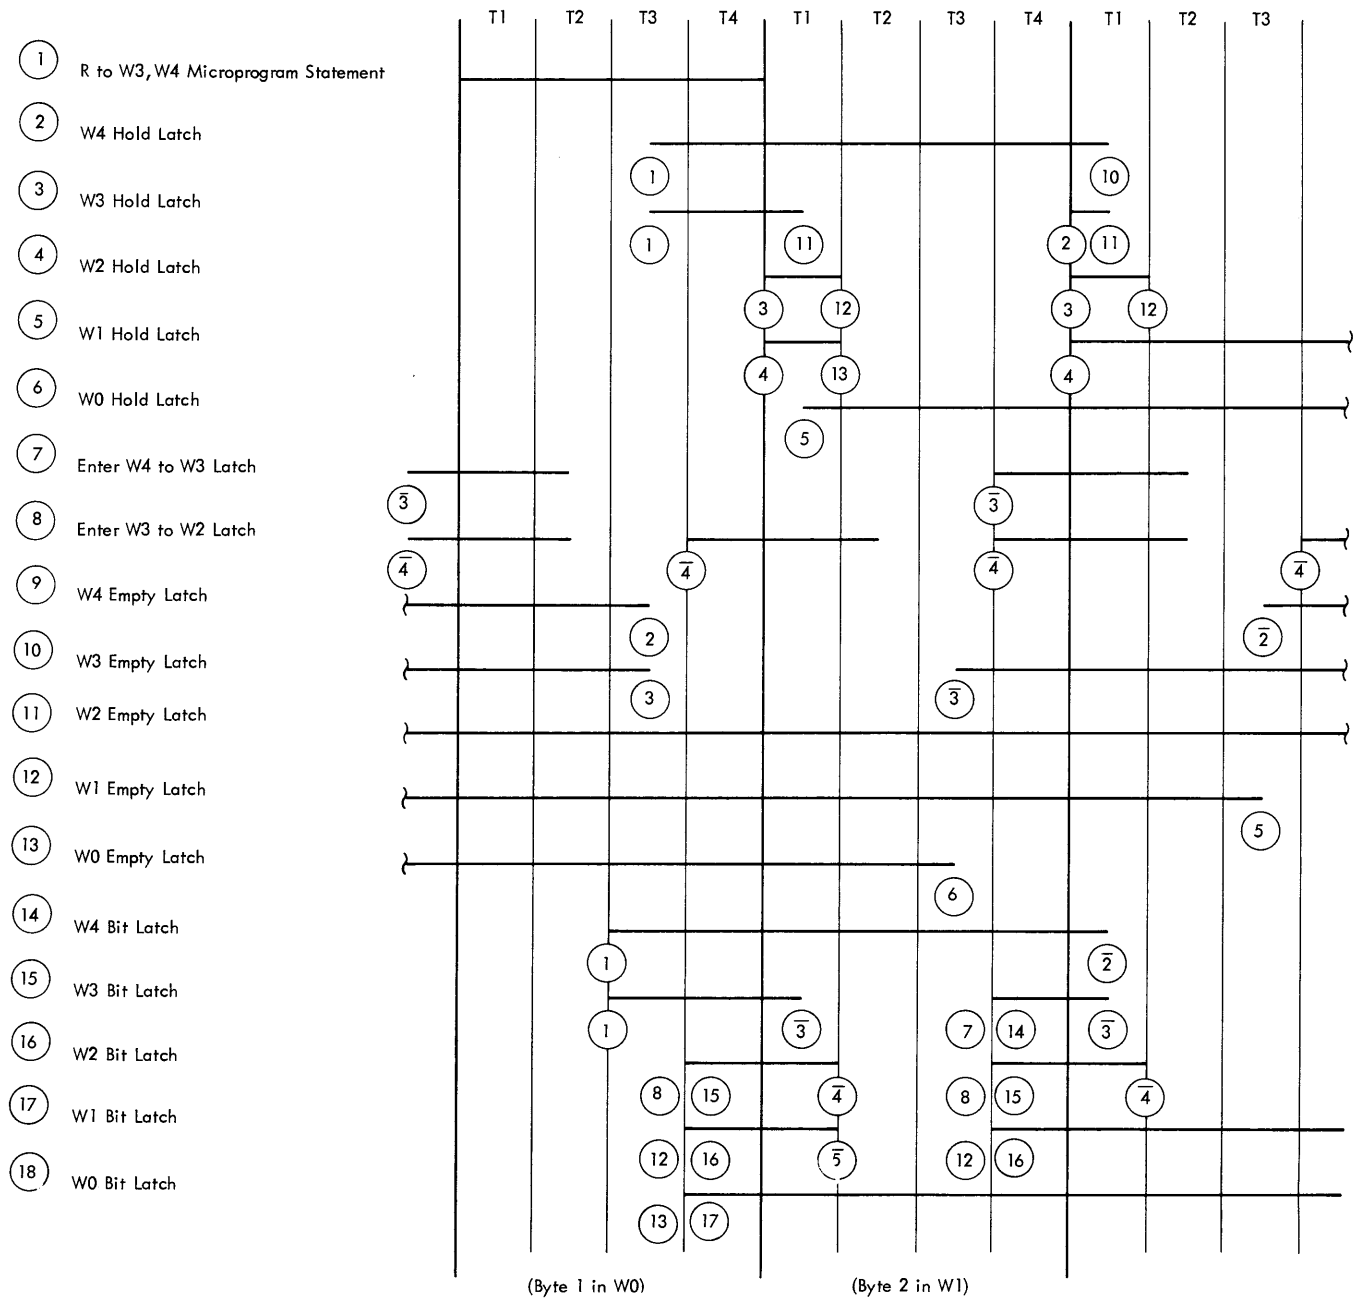 T1 T2 T3 T4 T1 T2 T3 T4 T1 T2 T3
1 R to W3, W4 Microprogram Statement
2 W4 Hold Latch
1 10
3 W3 Hold Latch
1 11 2 11
4 W2 Hold Latch
3 12 3 12
5 W1 Hold Latch
4 13 4
6 W0 Hold Latch
5
7 Enter W4 to W3 Latch
3̅ 3̅
8 Enter W3 to W2 Latch
4̅ 4̅ 4̅ 4̅
9 W4 Empty Latch
2 2̅
10 W3 Empty Latch
3 3̅
11 W2 Empty Latch
12 W1 Empty Latch
5
13 W0 Empty Latch
6
14 W4 Bit Latch
1 2̅
15 W3 Bit Latch
1 3̅ 7 14 3̅
16 W2 Bit Latch
8 15 4̅ 8 15 4̅
17 W1 Bit Latch
12 16 5̅ 12 16
18 W0 Bit Latch
13 17
(Byte 1 in W0) (Byte 2 in W1)